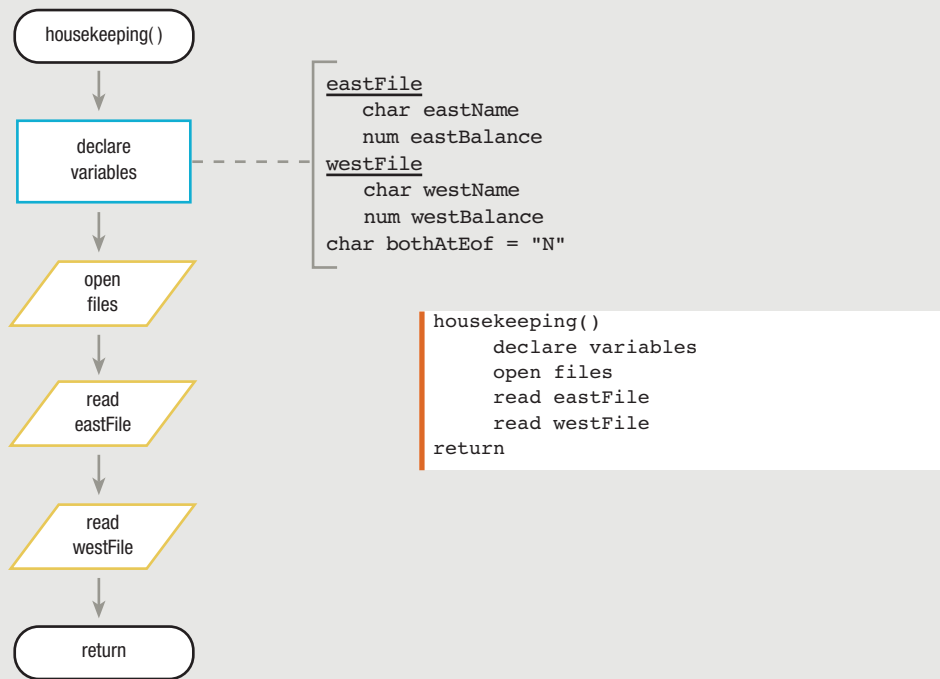 housekeeping( )
declare
variables
eastFile
char eastName
num eastBalance
westFile
char westName
num westBalance
char bothAtEof = "N"
open
files
read
eastFile
read
westFile
return
housekeeping()
declare variables
open files
read eastFile
read westFile
return